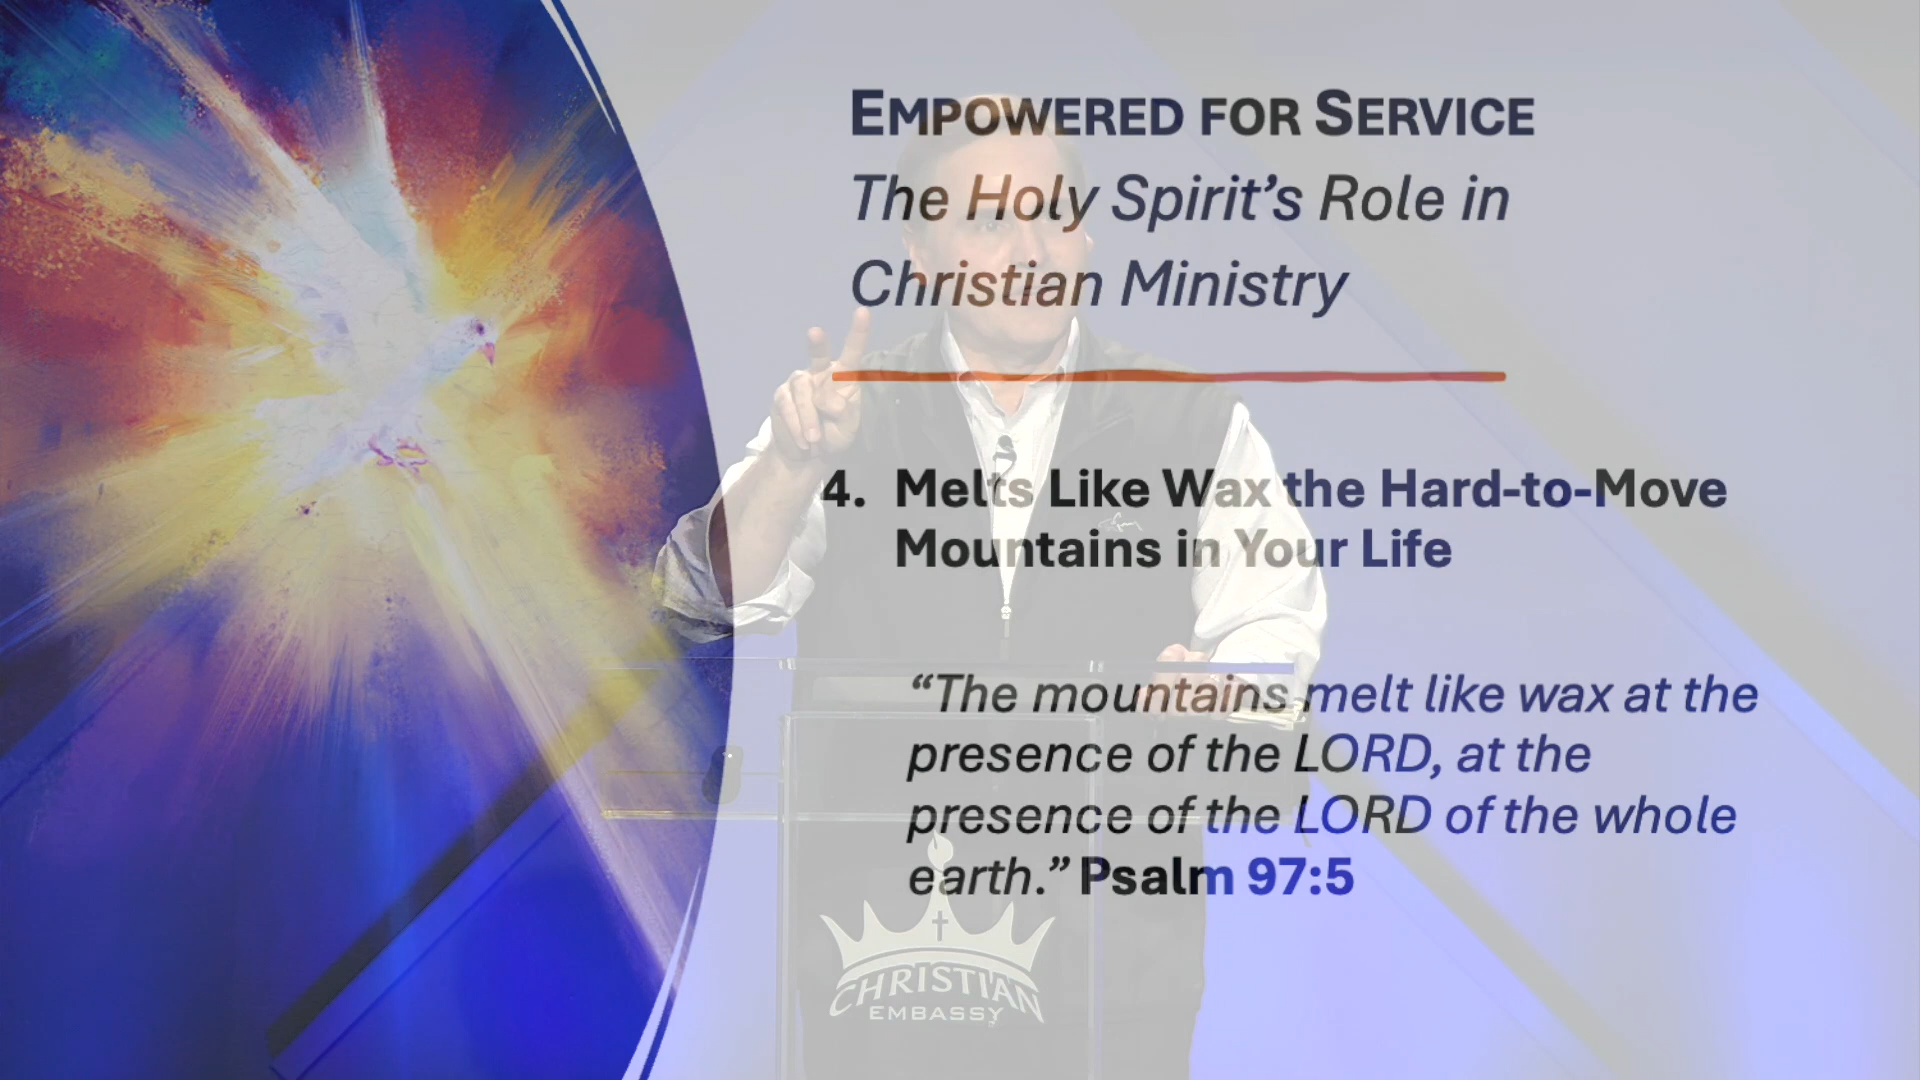 EMPOWERED FOR SERVICE
The Holy Spirit’s Role in
Christian Ministry
4. Melts Like Wax the Hard-to-Move
Mountains in Your Life
“The mountains melt like wax at the
presence of the LORD, at the
presence of the LORD of the whole
earth.” Psalm 97:5
CHRISTIAN
EMBASSY